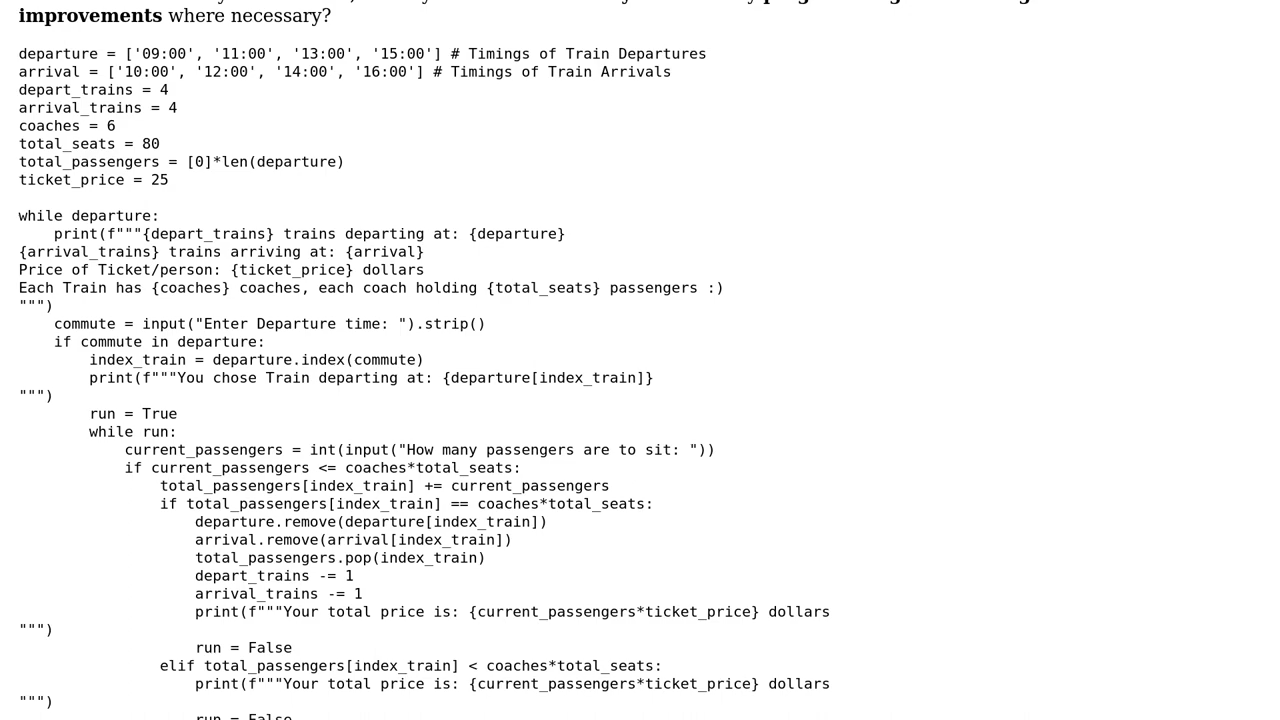 improvements where necessary?
departure = ['09:00', '11:00', '13:00', '15:00'] # Timings of Train Departures
arrival = ['10:00', '12:00', '14:00', '16:00'] # Timings of Train Arrivals
depart_trains = 4
arrival_trains = 4
coaches = 6
total_seats = 80
total_passengers = [0]*len(departure)
ticket_price = 25

while departure:
    print(f"""{depart_trains} trains departing at: {departure}
{arrival_trains} trains arriving at: {arrival}
Price of Ticket/person: {ticket_price} dollars
Each Train has {coaches} coaches, each coach holding {total_seats} passengers :)
""")
    commute = input("Enter Departure time: ").strip()
    if commute in departure:
        index_train = departure.index(commute)
        print(f"""You chose Train departing at: {departure[index_train]}
""")
        run = True
        while run:
            current_passengers = int(input("How many passengers are to sit: "))
            if current_passengers <= coaches*total_seats:
                total_passengers[index_train] += current_passengers
                if total_passengers[index_train] == coaches*total_seats:
                    departure.remove(departure[index_train])
                    arrival.remove(arrival[index_train])
                    total_passengers.pop(index_train)
                    depart_trains -= 1
                    arrival_trains -= 1
                    print(f"""Your total price is: {current_passengers*ticket_price} dollars
""")
                    run = False
                elif total_passengers[index_train] < coaches*total_seats:
                    print(f"""Your total price is: {current_passengers*ticket_price} dollars
""")
                    run = False